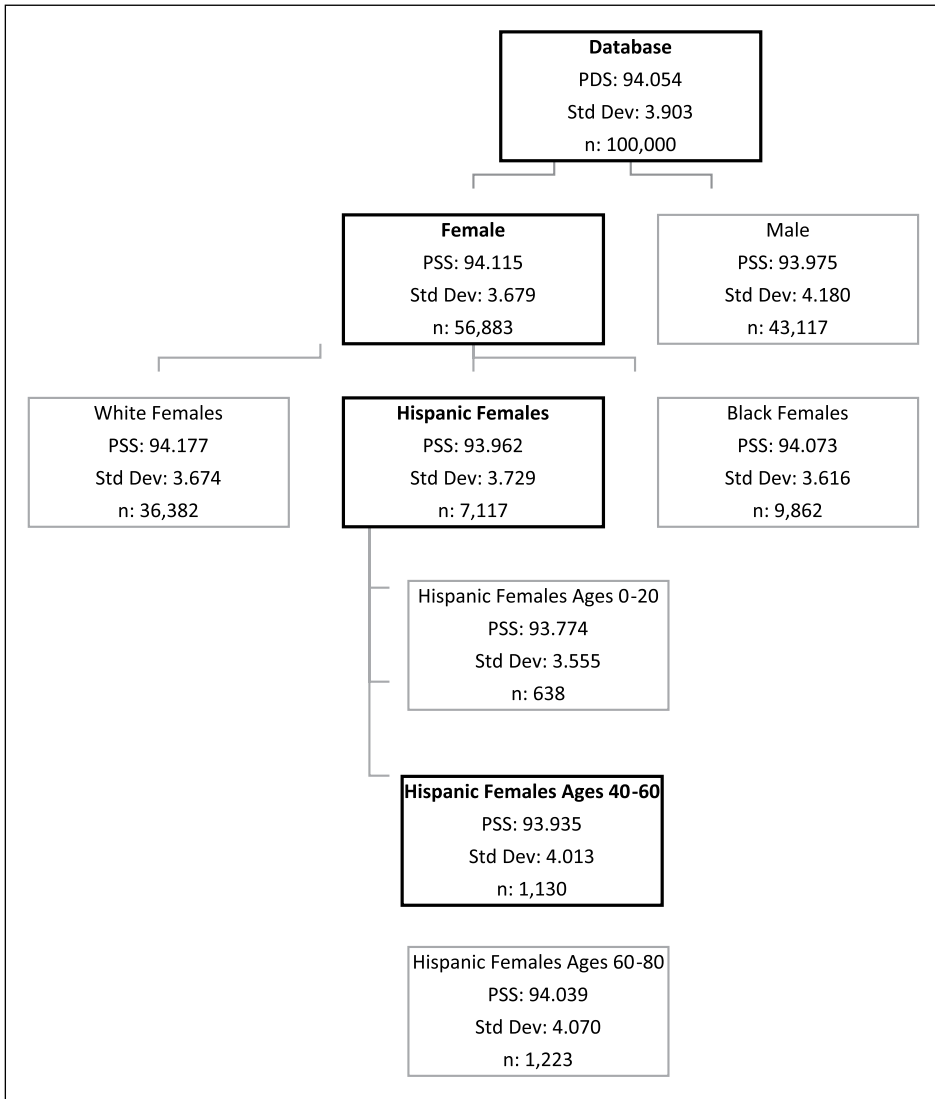 Database
PDS: 94.054
Std Dev: 3.903
n: 100,000
Female
PSS: 94.115
Std Dev: 3.679
n: 56,883
Male
PSS: 93.975
Std Dev: 4.180
n: 43,117
White Females
PSS: 94.177
Std Dev: 3.674
n: 36,382
Hispanic Females
PSS: 93.962
Std Dev: 3.729
n: 7,117
Black Females
PSS: 94.073
Std Dev: 3.616
n: 9,862
Hispanic Females Ages 0-20
PSS: 93.774
Std Dev: 3.555
n: 638
Hispanic Females Ages 40-60
PSS: 93.935
Std Dev: 4.013
n: 1,130
Hispanic Females Ages 60-80
PSS: 94.039
Std Dev: 4.070
n: 1,223